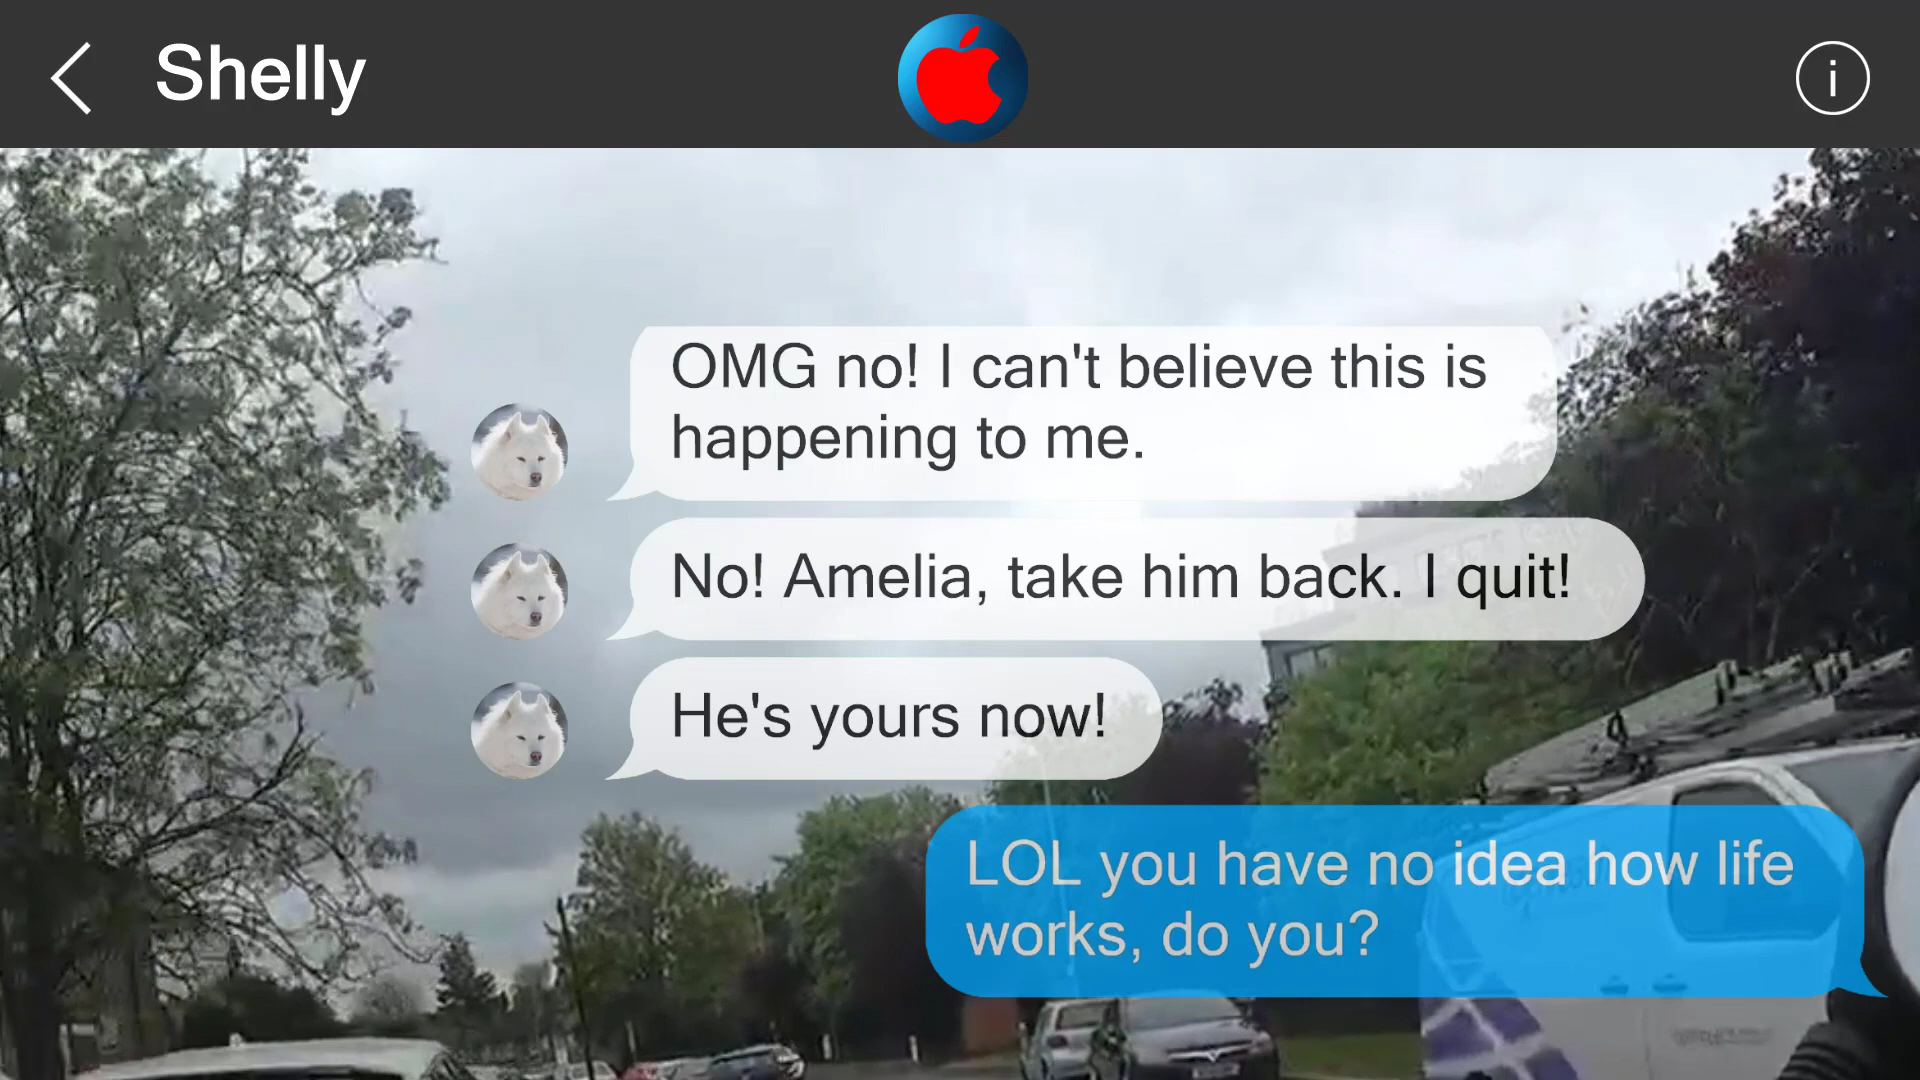 Shelly
i
OMG no! I can't believe this is
happening to me.
No! Amelia, take him back. I quit!
He's yours now!
LOL you have no idea how life
works, do you?